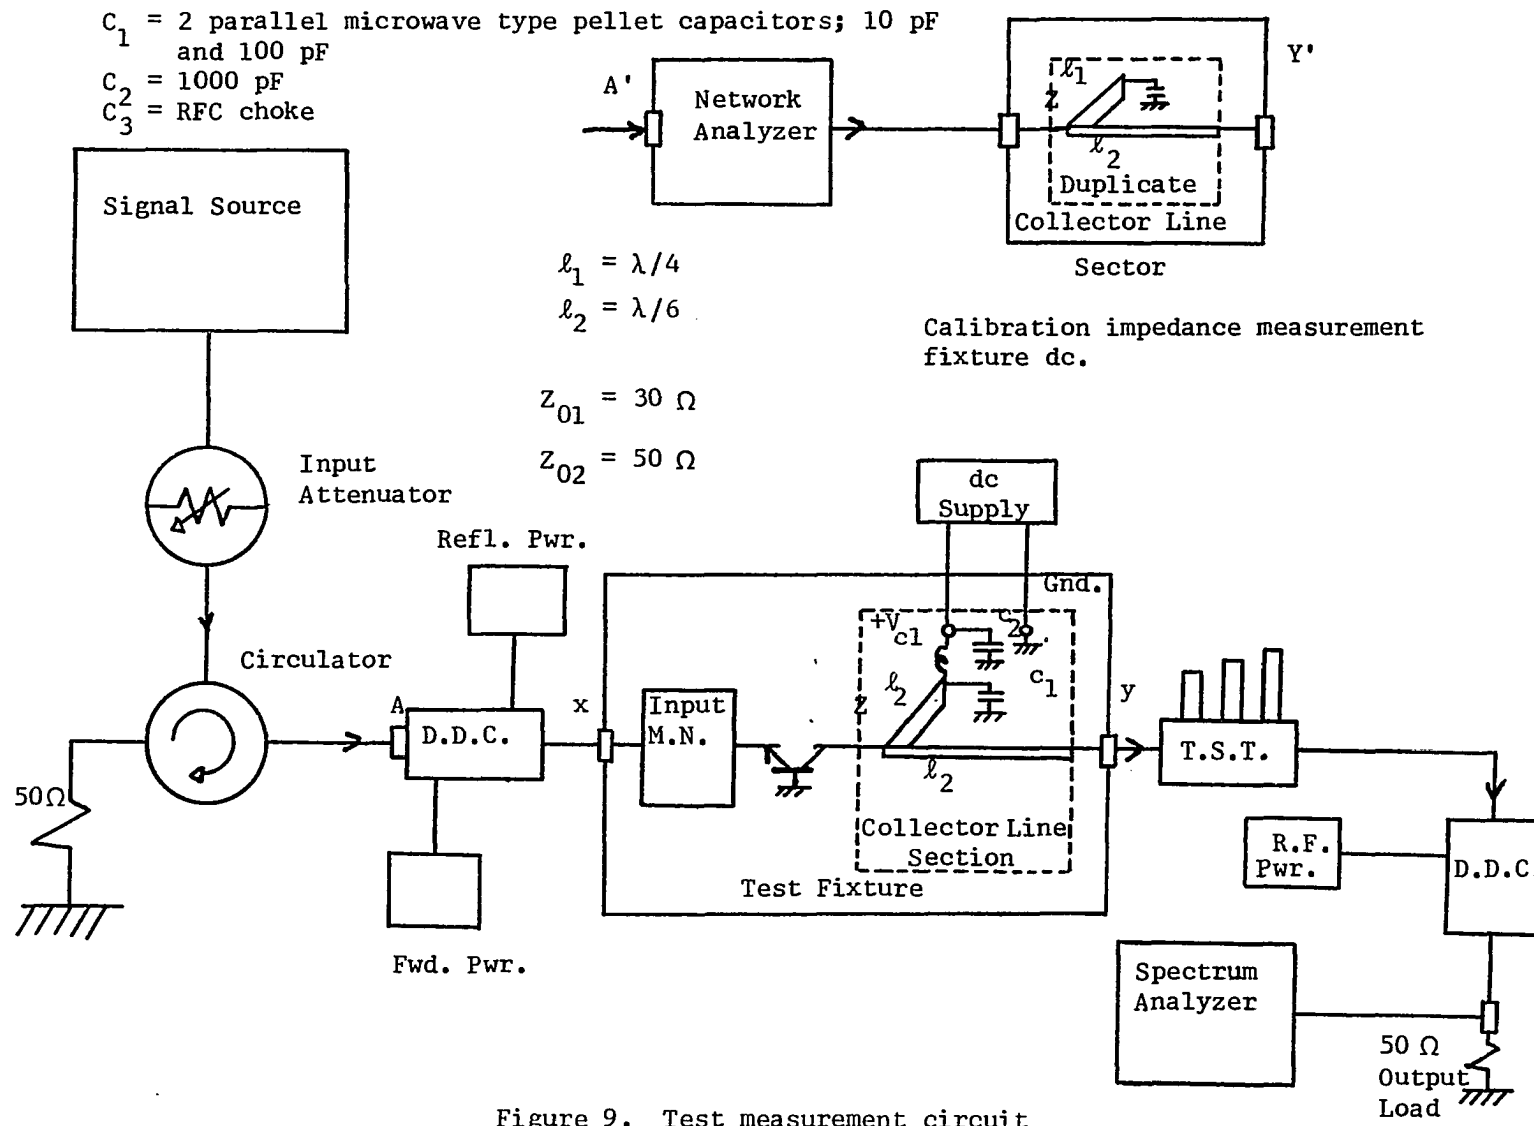 C1 = 2 parallel microwave type pellet capacitors; 10 pF
and 100 pF
C2 = 1000 pF
C3 = RFC choke
A'
Network
Analyzer
Y'
ℓ1
Z
ℓ2
Duplicate
Collector Line
Sector
Calibration impedance measurement
fixture dc.
Signal Source
ℓ1 = λ/4
ℓ2 = λ/6
Z01 = 30 Ω
Z02 = 50 Ω
Input
Attenuator
Refl. Pwr.
dc
Supply
Gnd.
+Vc1
c2
c1
ℓ2
Z
ℓ2
Collector Line
Section
Circulator
A
D.D.C.
x
Input
M.N.
y
T.S.T.
50Ω
Test Fixture
Fwd. Pwr.
R.F.
Pwr.
D.D.C
Spectrum
Analyzer
50 Ω
Output
Load
Figure 9. Test measurement circuit